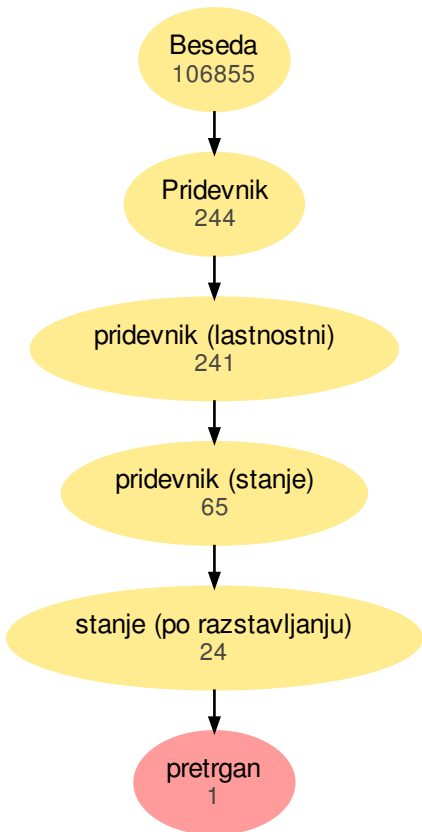 Beseda
106855
Pridevnik
244
pridevnik (lastnostni)
241
pridevnik (stanje)
65
stanje (po razstavljanju)
24
pretrgan
1